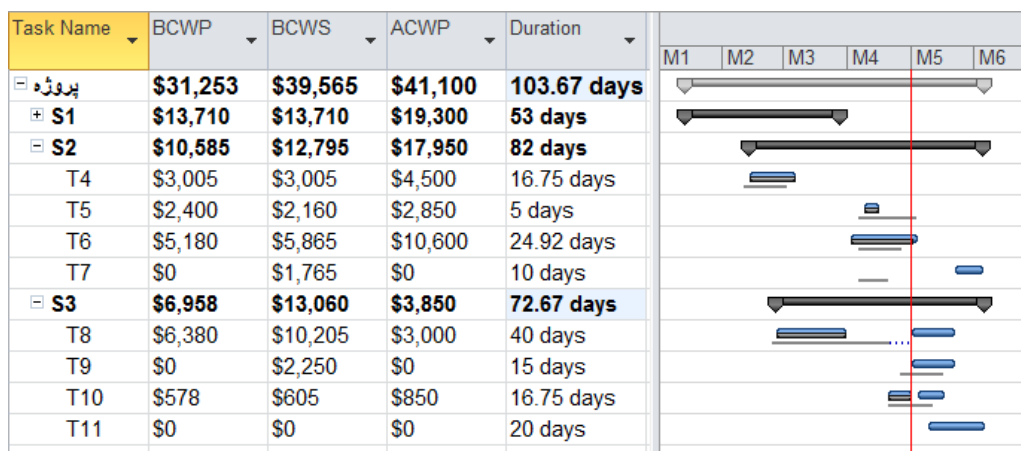 Task Name BCWP BCWS ACWP Duration
M1 M2 M3 M4 M5 M6
پروژه $31,253 $39,565 $41,100 103.67 days
S1 $13,710 $13,710 $19,300 53 days
S2 $10,585 $12,795 $17,950 82 days
T4 $3,005 $3,005 $4,500 16.75 days
T5 $2,400 $2,160 $2,850 5 days
T6 $5,180 $5,865 $10,600 24.92 days
T7 $0 $1,765 $0 10 days
S3 $6,958 $13,060 $3,850 72.67 days
T8 $6,380 $10,205 $3,000 40 days
T9 $0 $2,250 $0 15 days
T10 $578 $605 $850 16.75 days
T11 $0 $0 $0 20 days